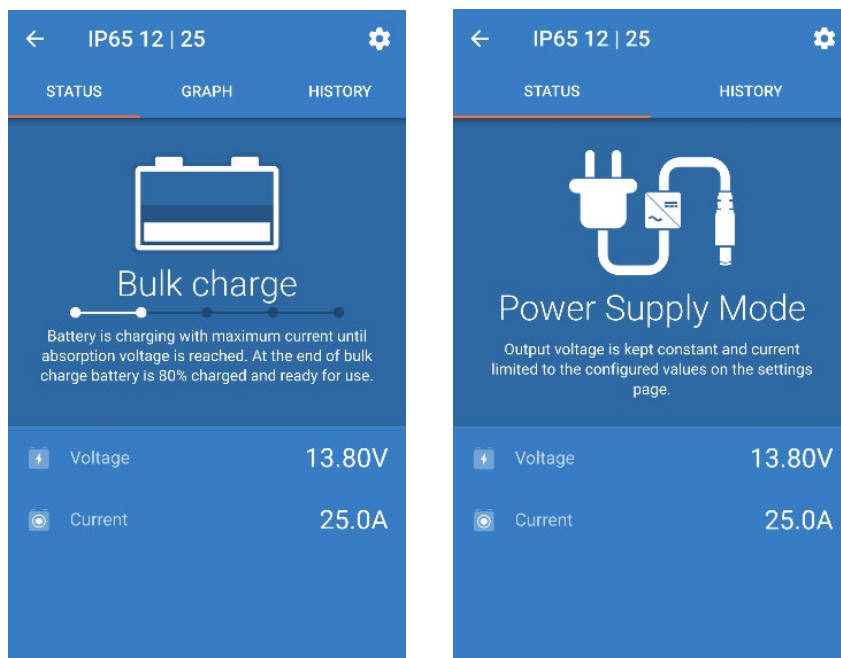 IP65 12 | 25
STATUS GRAPH HISTORY
Bulk charge
Battery is charging with maximum current until
absorption voltage is reached. At the end of bulk
charge battery is 80% charged and ready for use.
Voltage 13.80V
Current 25.0A
IP65 12 | 25
STATUS HISTORY
Power Supply Mode
Output voltage is kept constant and current
limited to the configured values on the settings
page.
Voltage 13.80V
Current 25.0A